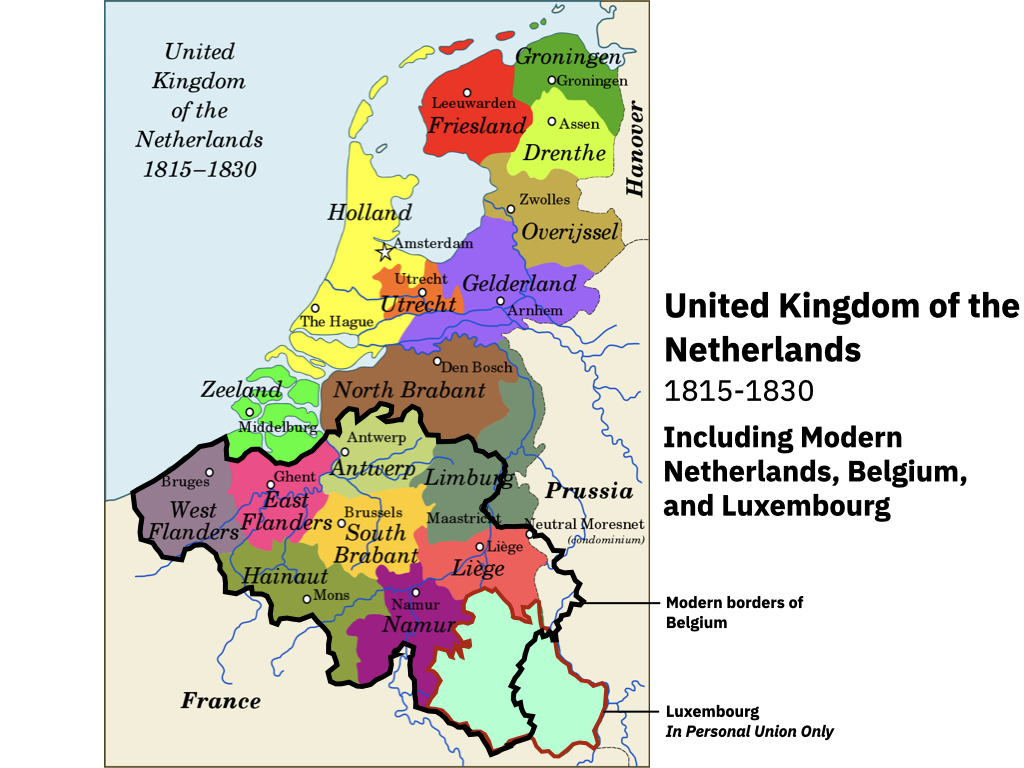 United
Kingdom
of the
Netherlands
1815–1830
Groningen
Groningen
Leeuwarden
Friesland
Assen
Drenthe
Hanover
Zwolles
Overijssel
Holland
Amsterdam
Utrecht
Utrecht
Gelderland
Arnhem
The Hague
Den Bosch
North Brabant
Zeeland
Middelburg
Antwerp
Antwerp
Limburg
Maastricht
Prussia
Bruges
West
Flanders
Ghent
East
Flanders
Brussels
South
Brabant
Neutral Moresnet
(condominium)
Liège
Liège
Hainaut
Mons
Namur
Namur
France
United Kingdom of the
Netherlands
1815-1830
Including Modern
Netherlands, Belgium,
and Luxembourg
Modern borders of
Belgium
Luxembourg
In Personal Union Only